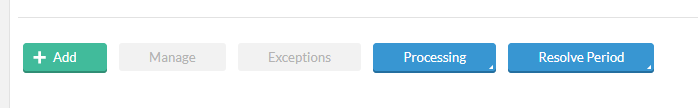 Add Manage Exceptions Processing Resolve Period